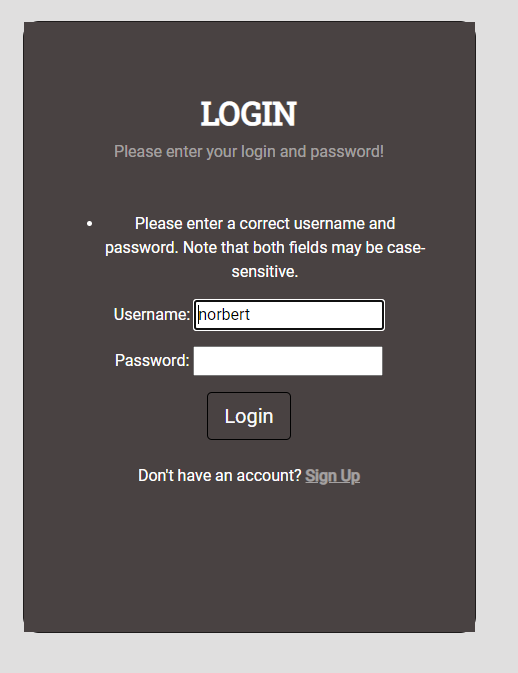 LOGIN
Please enter your login and password!
• Please enter a correct username and
password. Note that both fields may be case-
sensitive.
Username: norbert
Password:
Login
Don't have an account? Sign Up